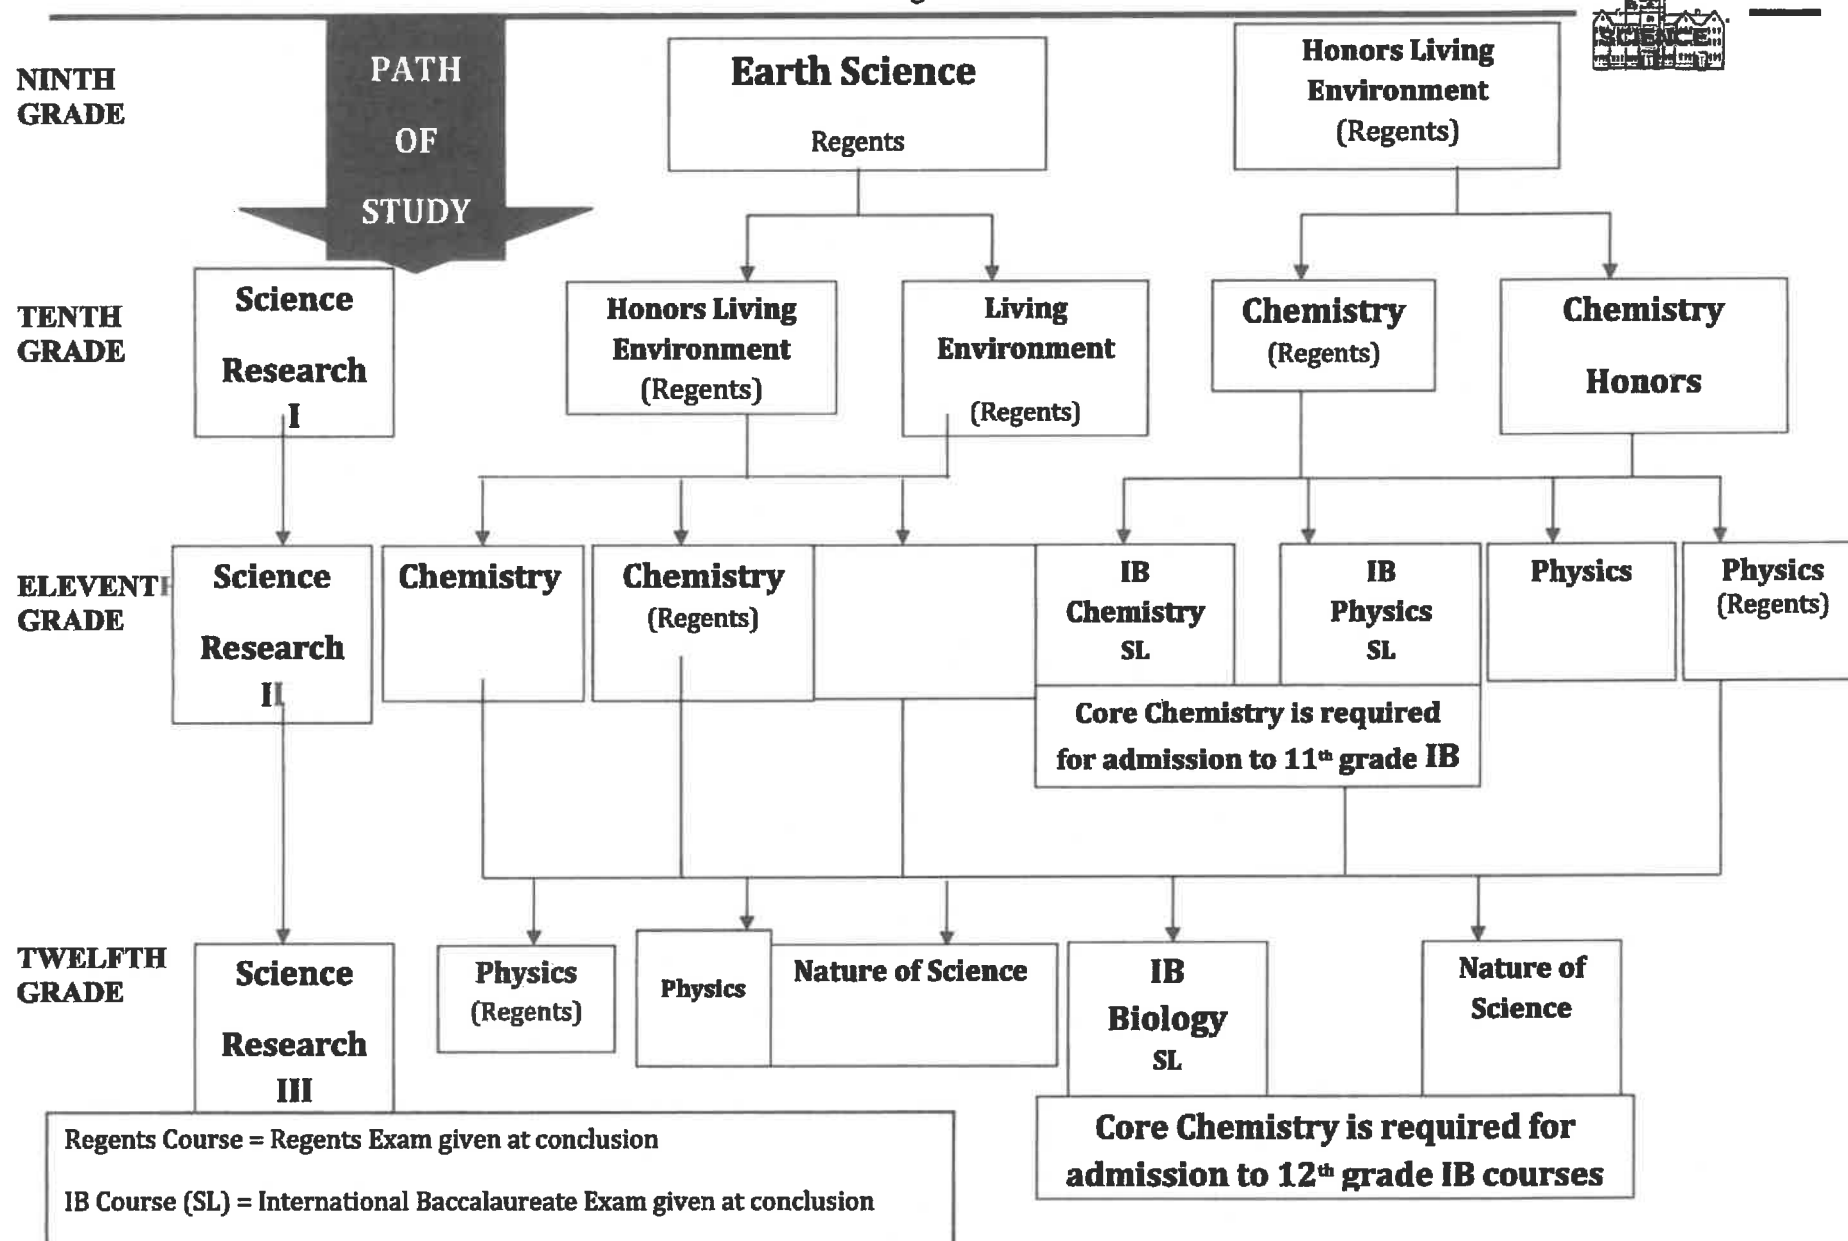 SCIENCE
NINTH
GRADE
PATH
OF
STUDY
Earth Science
Regents
Honors Living
Environment
(Regents)
TENTH
GRADE
Science
Research
I
Honors Living
Environment
(Regents)
Living
Environment
(Regents)
Chemistry
(Regents)
Chemistry
Honors
ELEVENTH
GRADE
Science
Research
II
Chemistry
Chemistry
(Regents)
IB
Chemistry
SL
IB
Physics
SL
Physics
Physics
(Regents)
Core Chemistry is required
for admission to 11th grade IB
TWELFTH
GRADE
Science
Research
III
Physics
(Regents)
Physics
Nature of Science
IB
Biology
SL
Nature of
Science
Core Chemistry is required for
admission to 12th grade IB courses
Regents Course = Regents Exam given at conclusion
IB Course (SL) = International Baccalaureate Exam given at conclusion